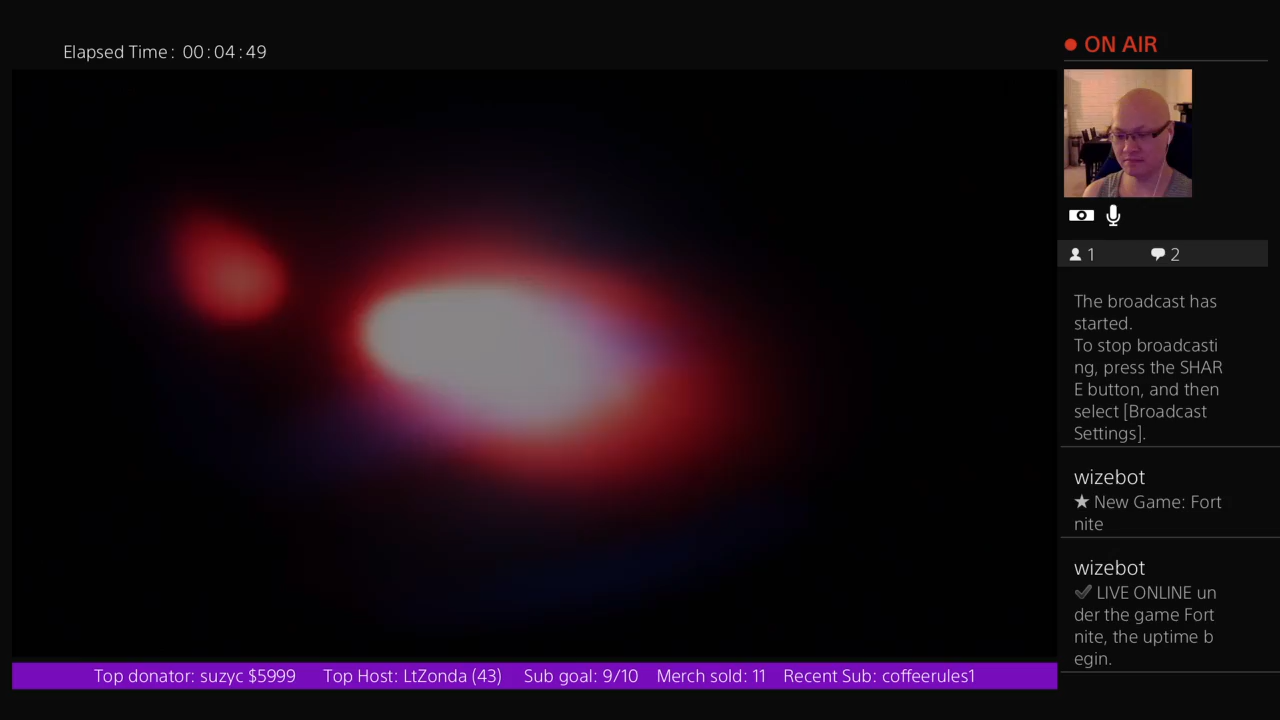 Elapsed Time: 00:04:49
ON AIR
1 2
The broadcast has
started.
To stop broadcasti
ng, press the SHAR
E button, and then
select [Broadcast
Settings].
wizebot
★ New Game: Fort
nite
wizebot
✔ LIVE ONLINE un
der the game Fort
nite, the uptime b
egin.
Top donator: suzyc $5999 Top Host: LtZonda (43) Sub goal: 9/10 Merch sold: 11 Recent Sub: coffeerules1